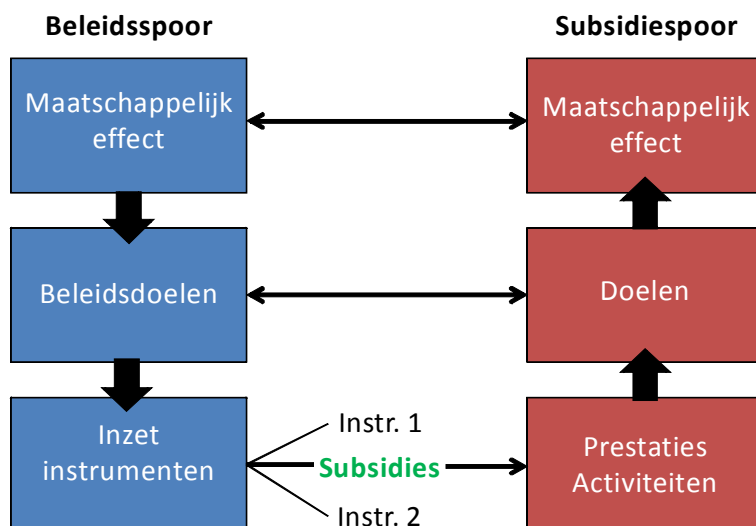 Beleidsspoor
Subsidiespoor
Maatschappelijk
effect
Maatschappelijk
effect
Beleidsdoelen
Doelen
Inzet
instrumenten
Instr. 1
Subsidies
Instr. 2
Prestaties
Activiteiten